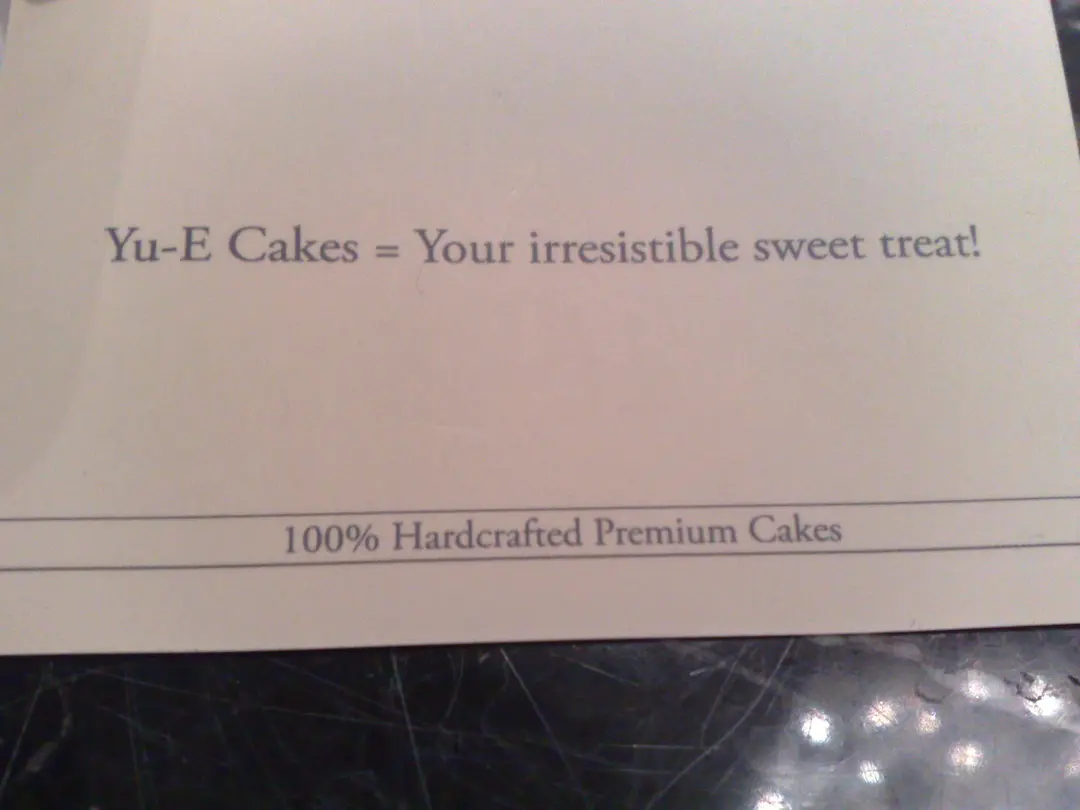 Yu-E Cakes = Your irresistible sweet treat!
100% Hardcrafted Premium Cakes